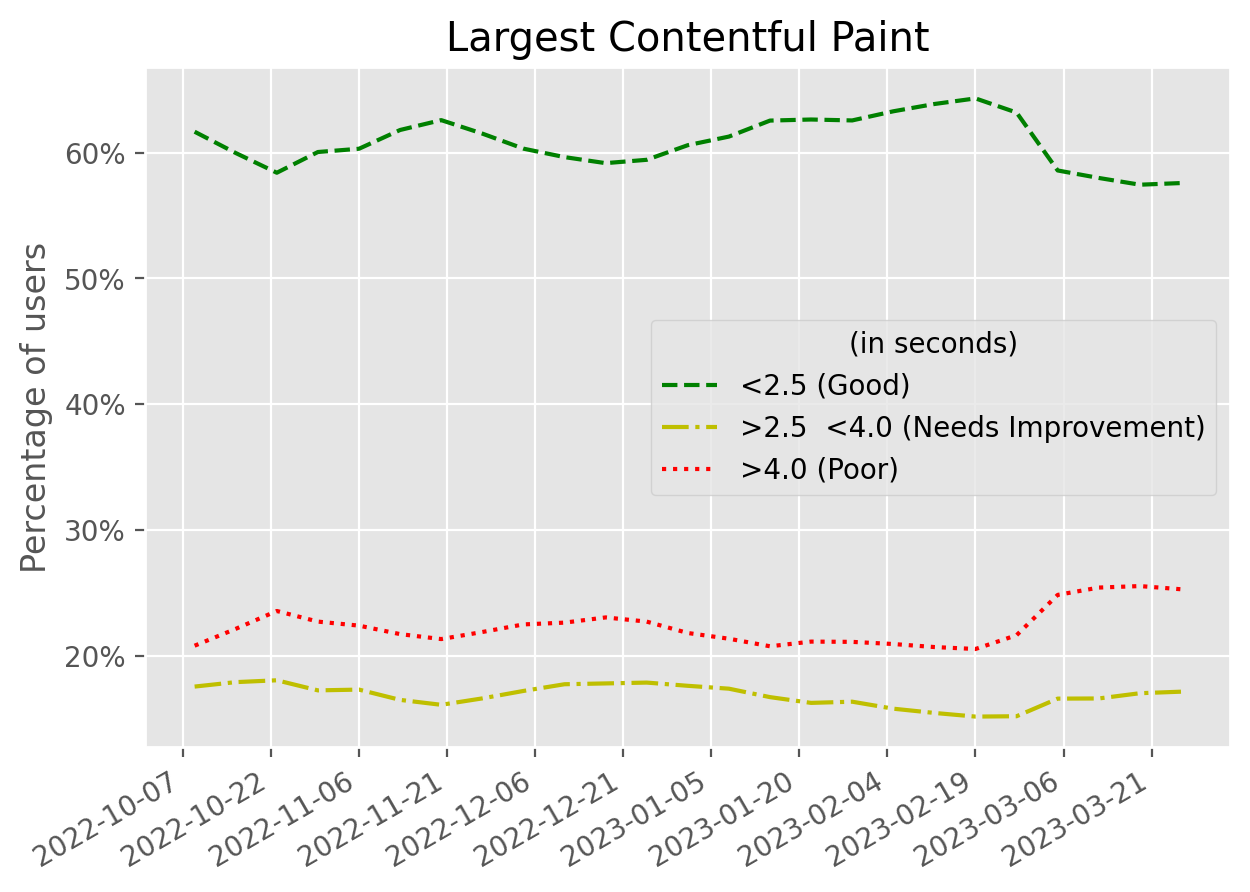 Largest Contentful Paint
Percentage of users
60%
50%
40%
30%
20%
(in seconds)
<2.5 (Good)
>2.5  <4.0 (Needs Improvement)
>4.0 (Poor)
2022-10-07
2022-10-22
2022-11-06
2022-11-21
2022-12-06
2022-12-21
2023-01-05
2023-01-20
2023-02-04
2023-02-19
2023-03-06
2023-03-21